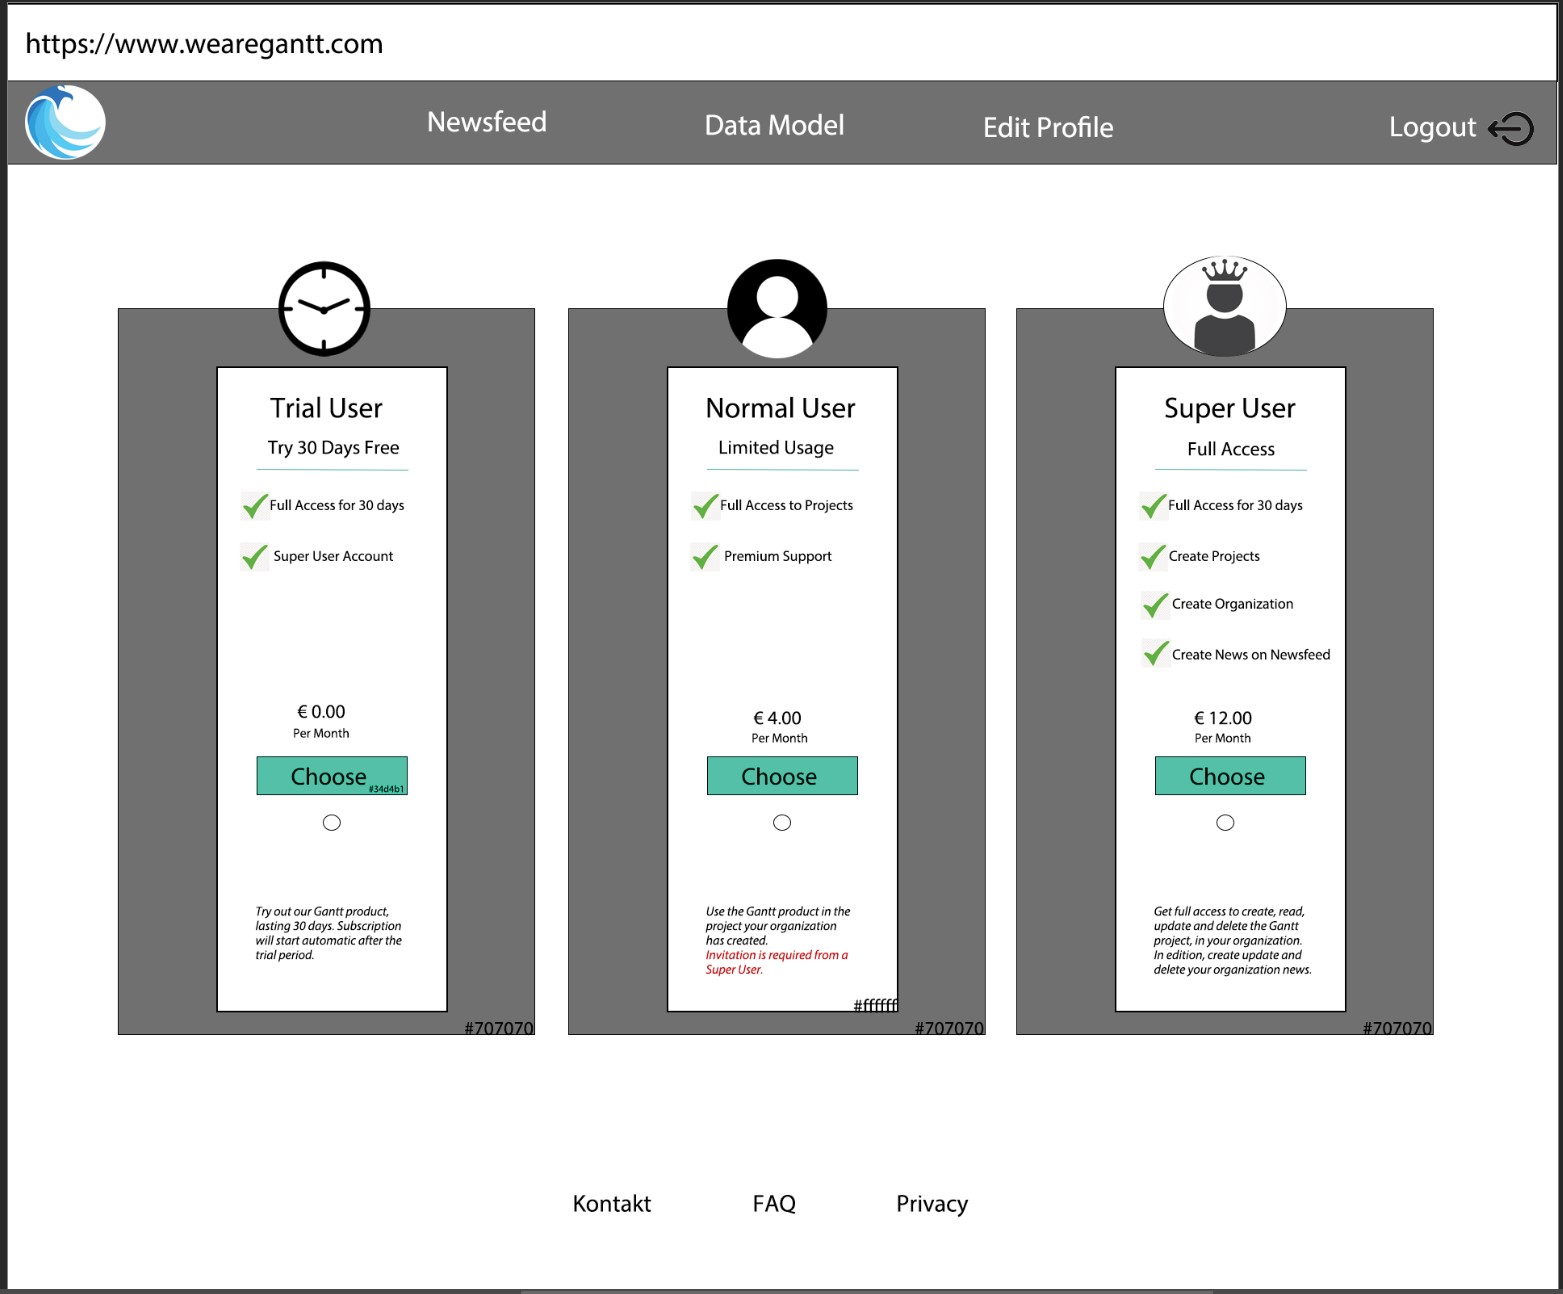 https://www.wearegantt.com
Newsfeed
Data Model
Edit Profile
Logout
Trial User
Try 30 Days Free
Full Access for 30 days
Super User Account
€ 0.00
Per Month
Choose
#34d4b1
Try out our Gantt product,
lasting 30 days. Subscription
will start automatic after the
trial period.
#707070
Normal User
Limited Usage
Full Access to Projects
Premium Support
€ 4.00
Per Month
Choose
Use the Gantt product in the
project your organization
has created.
Invitation is required from a
Super User.
#ffffff
#707070
Super User
Full Access
Full Access for 30 days
Create Projects
Create Organization
Create News on Newsfeed
€ 12.00
Per Month
Choose
Get full access to create, read,
update and delete the Gantt
project, in your organization.
In edition, create update and
delete your organization news.
#707070
Kontakt
FAQ
Privacy